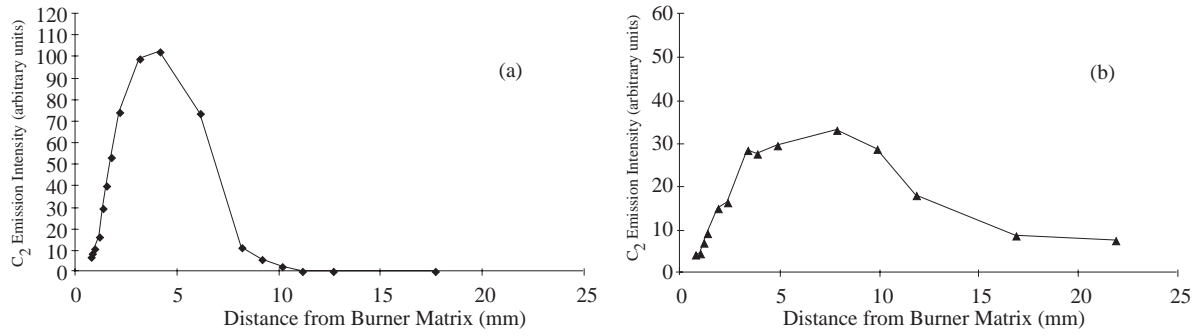 C2 Emission Intensity (arbitrary units)
120
110
100
90
80
70
60
50
40
30
20
10
0
(a)
0 5 10 15 20 25
Distance from Burner Matrix (mm)
C2 Emission Intensity (arbitrary units)
60
50
40
30
20
10
0
(b)
0 5 10 15 20 25
Distance from Burner Matrix (mm)